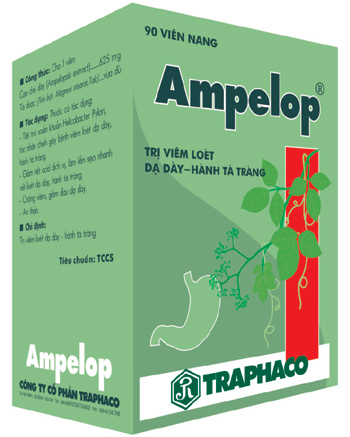 Công thức: Cho 1 viên:
Cao chè dây (Ampelopsis extract)......625 mg
Tá dược (Tinh bột, Magnesi stearat, Talc)....vừa đủ
Tác dụng: Thuốc có tác dụng:
- Tiệt trừ xoắn khuẩn Helicobacter Pylori,
tác nhân chính gây bệnh viêm loét dạ dày,
hành tá tràng.
- Giảm tiết acid dịch vị, làm liền sẹo nhanh
vết loét dạ dày, hành tá tràng.
- Chống viêm, giảm đau dạ dày.
- An thần.
Chỉ định:
Trị viêm loét dạ dày - hành tá tràng.
Tiêu chuẩn: TCCS
Ampelop
CÔNG TY CỔ PHẦN TRAPHACO
90 VIÊN NANG
Ampelop®
TRỊ VIÊM LOÉT
DẠ DÀY-HÀNH TÁ TRÀNG
TRAPHACO